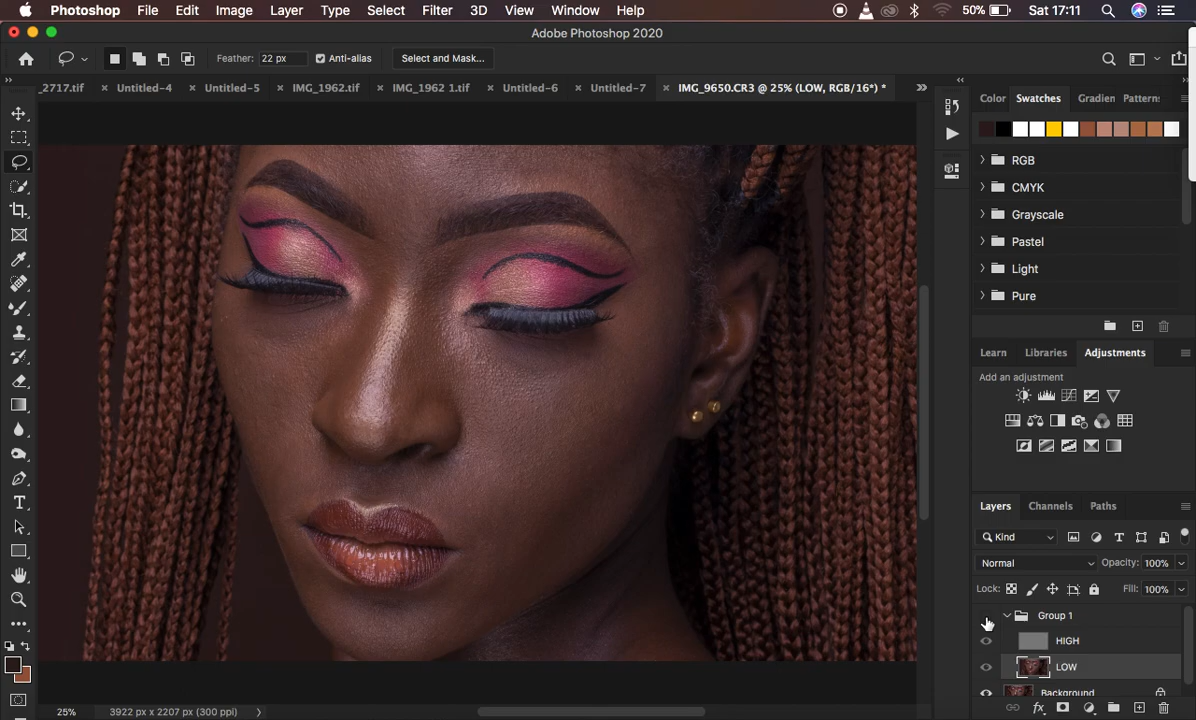 Photoshop File Edit Image Layer Type Select Filter 3D View Window Help 50% Sat 17:11
Adobe Photoshop 2020
Feather: 22 px Anti-alias Select and Mask...
_2717.tif × Untitled-4 × Untitled-5 × IMG_1962.tif × IMG_1962 1.tif × Untitled-6 × Untitled-7 × IMG_9650.CR3 @ 25% (LOW, RGB/16*) *
Color Swatches Gradien Patterns
RGB
CMYK
Grayscale
Pastel
Light
Pure
Learn Libraries Adjustments
Add an adjustment
Layers Channels Paths
Kind
Normal Opacity: 100%
Lock: Fill: 100%
Group 1
HIGH
LOW
Background
25% 3922 px x 2207 px (300 ppi)